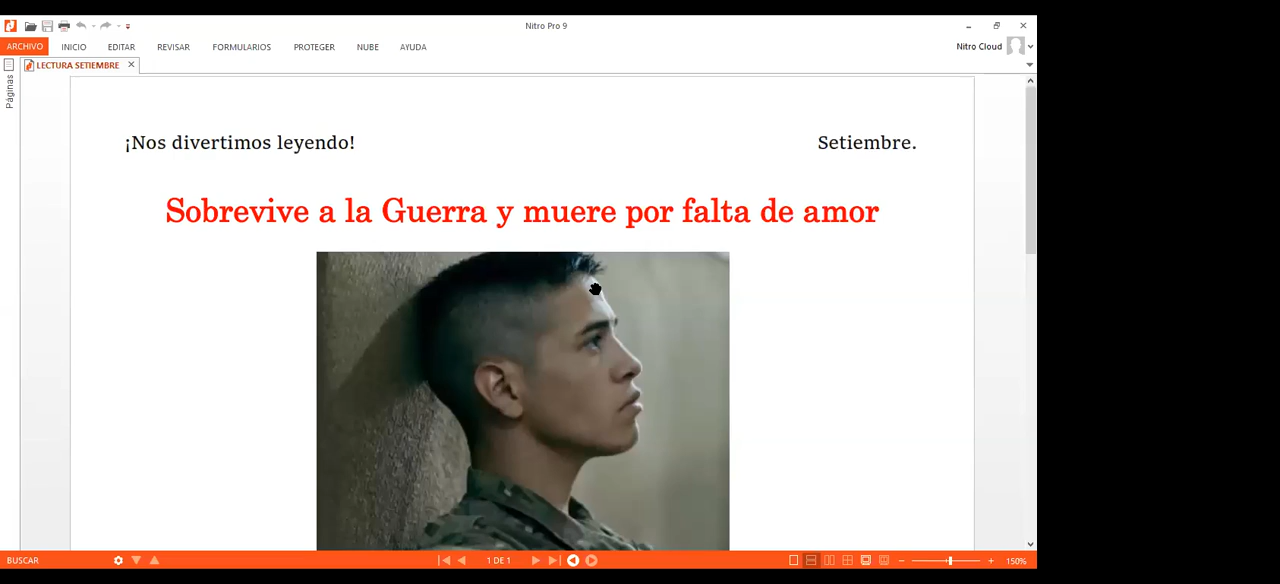 Nitro Pro 9
ARCHIVO INICIO EDITAR REVISAR FORMULARIOS PROTEGER NUBE AYUDA Nitro Cloud
LECTURA SETIEMBRE
Páginas
¡Nos divertimos leyendo! Setiembre.
Sobrevive a la Guerra y muere por falta de amor
BUSCAR 1 DE 1 150%